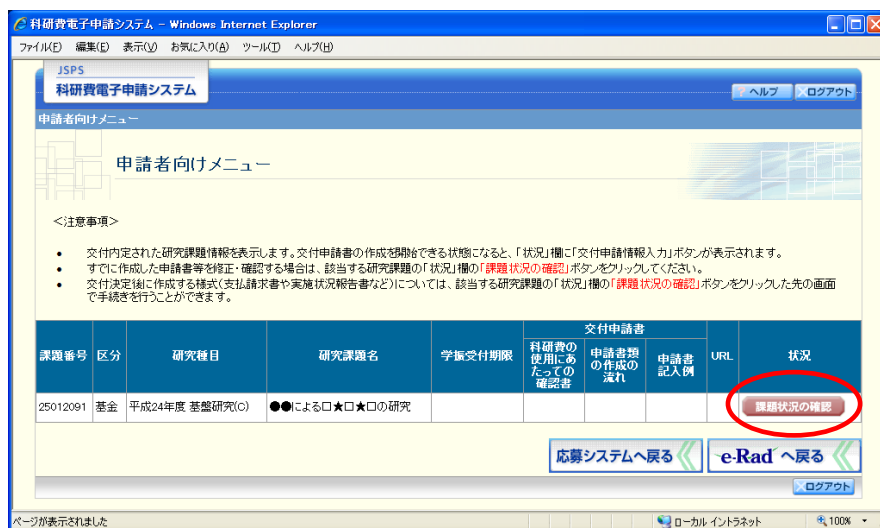 科研費電子申請システム - Windows Internet Explorer
ファイル(F) 編集(E) 表示(V) お気に入り(A) ツール(T) ヘルプ(H)
JSPS
科研費電子申請システム
? ヘルプ
ログアウト
申請者向けメニュー
申請者向けメニュー
<注意事項>
• 交付内定された研究課題情報を表示します。交付申請書の作成を開始できる状態になると、「状況」欄に「交付申請情報入力」ボタンが表示されます。
• すでに作成した申請書等を修正・確認する場合は、該当する研究課題の「状況」欄の「課題状況の確認」ボタンをクリックしてください。
• 交付決定後に作成する様式(支払請求書や実施状況報告書など)については、該当する研究課題の「状況」欄の「課題状況の確認」ボタンをクリックした先の画面
で手続きを行うことができます。
課題番号 区分 研究種目 研究課題名 学振受付期限 交付申請書 URL 状況
科研費の使用にあたっての確認書 申請書類の作成の流れ 申請書記入例
25012091 基金 平成24年度 基盤研究(C) ●●による□★□★□の研究 課題状況の確認
応募システムへ戻る e-Rad へ戻る
ログアウト
ページが表示されました ローカル イントラネット 100%